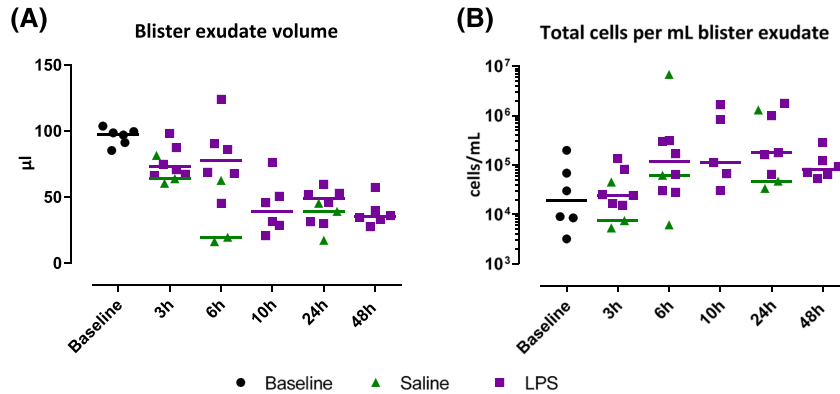 (A)
Blister exudate volume
150
100
50
0
µl
Baseline
3h
6h
10h
24h
48h
(B)
Total cells per mL blister exudate
10⁷
10⁶
10⁵
10⁴
10³
cells/mL
Baseline
3h
6h
10h
24h
48h
Baseline Saline LPS